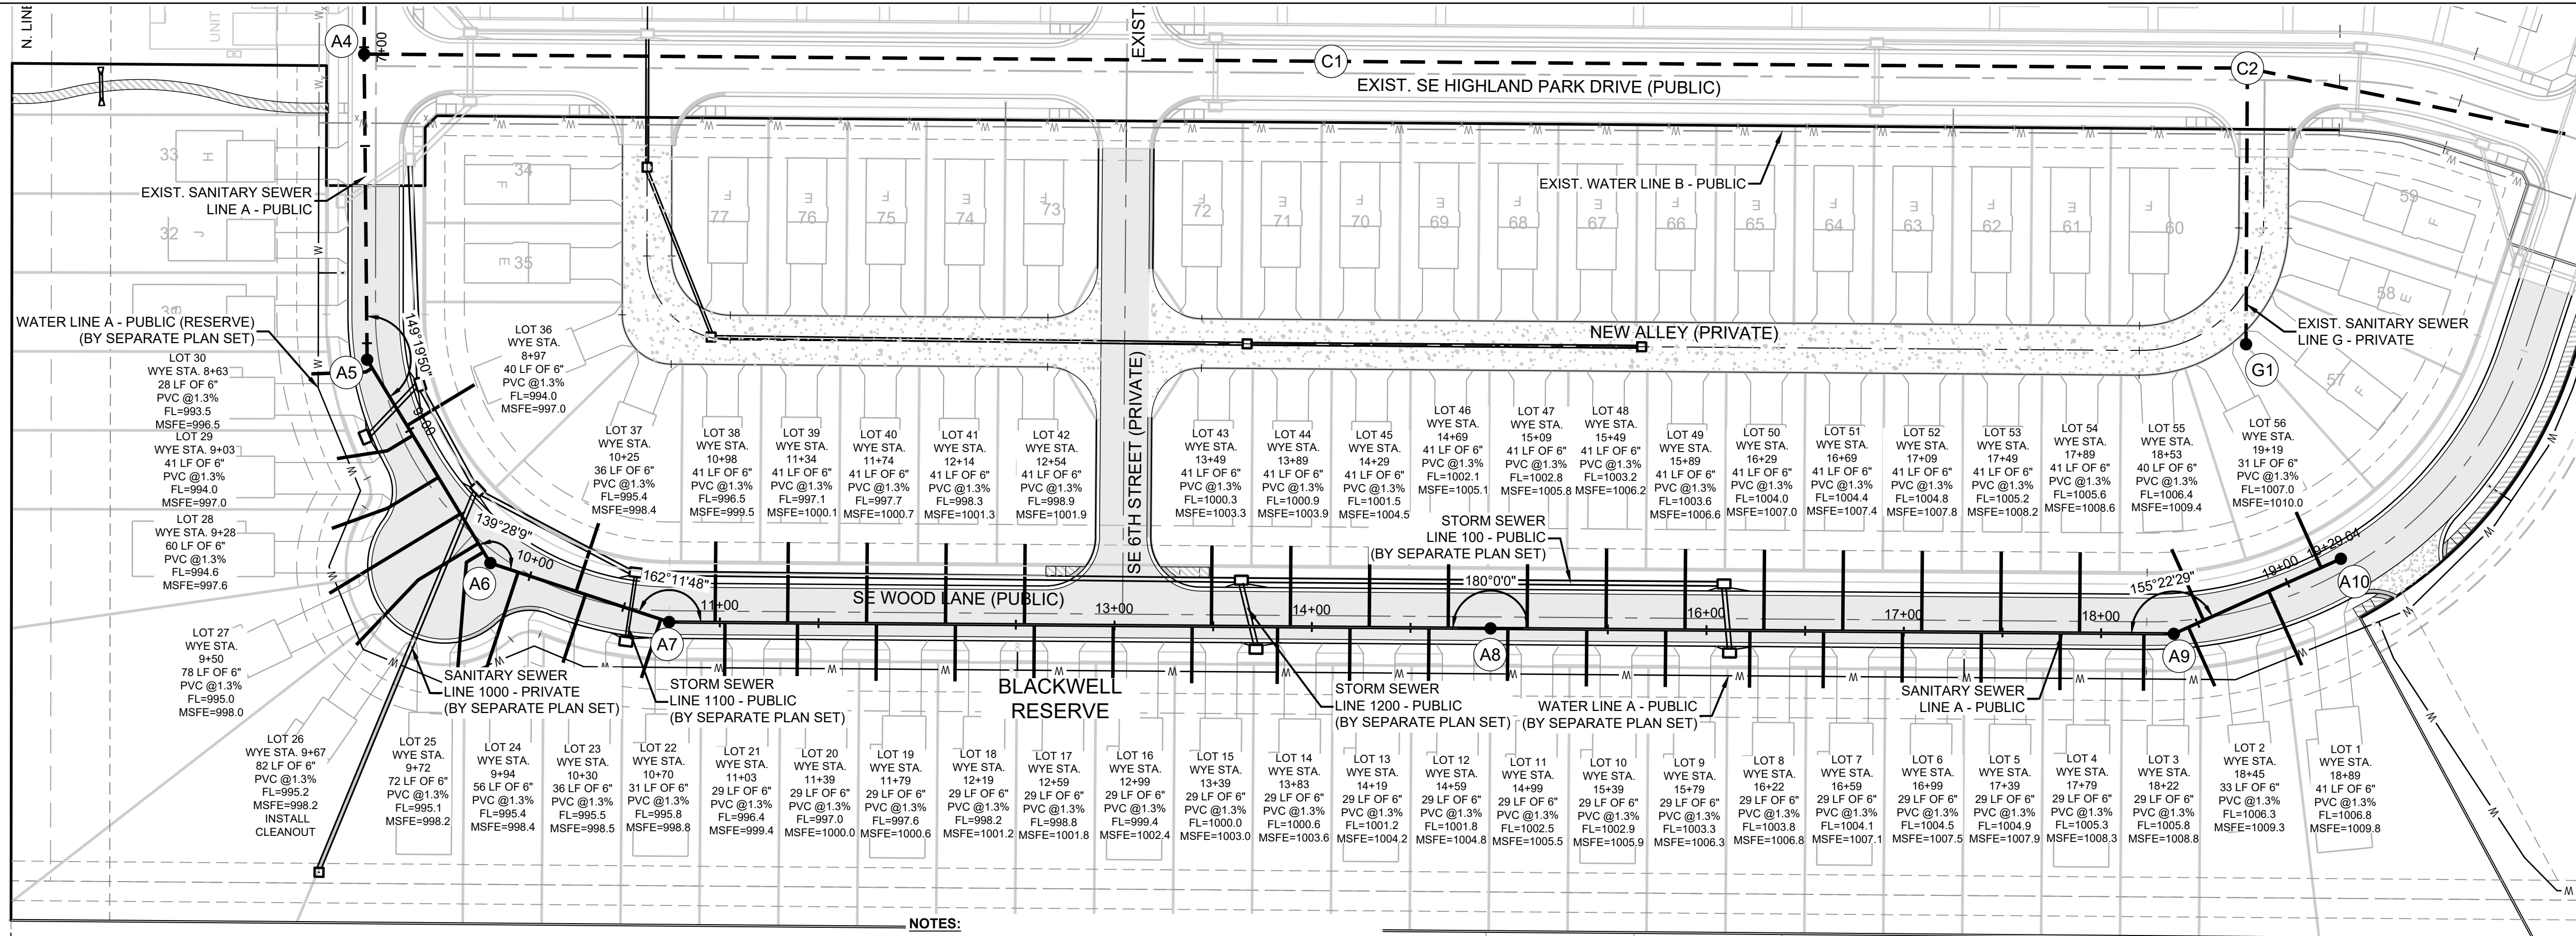 N. LINE
UNIT
A4
7+00
EXIST.
C1
C2
EXIST. SE HIGHLAND PARK DRIVE (PUBLIC)
33
H
EXIST. SANITARY SEWER
LINE A - PUBLIC
32
J
34
F
35
E
F
77
E
76
F
75
E
74
F
73
EXIST. WATER LINE B - PUBLIC
F
72
E
71
F
70
E
69
F
68
E
67
F
66
E
65
F
64
E
63
F
62
E
61
F
60
59
F
58
E
57
F
WATER LINE A - PUBLIC (RESERVE)
(BY SEPARATE PLAN SET)
149°19'50"
A5
9+00
NEW ALLEY (PRIVATE)
SE 6TH STREET (PRIVATE)
EXIST. SANITARY SEWER
LINE G - PRIVATE
G1
LOT 30
WYE STA. 8+63
28 LF OF 6"
PVC @1.3%
FL=993.5
MSFE=996.5
LOT 29
WYE STA. 9+03
41 LF OF 6"
PVC @1.3%
FL=994.0
MSFE=997.0
LOT 28
WYE STA. 9+28
60 LF OF 6"
PVC @1.3%
FL=994.6
MSFE=997.6
LOT 27
WYE STA.
9+50
78 LF OF 6"
PVC @1.3%
FL=995.0
MSFE=998.0
LOT 36
WYE STA.
8+97
40 LF OF 6"
PVC @1.3%
FL=994.0
MSFE=997.0
LOT 37
WYE STA.
10+25
36 LF OF 6"
PVC @1.3%
FL=995.4
MSFE=998.4
LOT 38
WYE STA.
10+98
41 LF OF 6"
PVC @1.3%
FL=996.5
MSFE=999.5
LOT 39
WYE STA.
11+34
41 LF OF 6"
PVC @1.3%
FL=997.1
MSFE=1000.1
LOT 40
WYE STA.
11+74
41 LF OF 6"
PVC @1.3%
FL=997.7
MSFE=1000.7
LOT 41
WYE STA.
12+14
41 LF OF 6"
PVC @1.3%
FL=998.3
MSFE=1001.3
LOT 42
WYE STA.
12+54
41 LF OF 6"
PVC @1.3%
FL=998.9
MSFE=1001.9
LOT 43
WYE STA.
13+49
41 LF OF 6"
PVC @1.3%
FL=1000.3
MSFE=1003.3
LOT 44
WYE STA.
13+89
41 LF OF 6"
PVC @1.3%
FL=1000.9
MSFE=1003.9
LOT 45
WYE STA.
14+29
41 LF OF 6"
PVC @1.3%
FL=1001.5
MSFE=1004.5
LOT 46
WYE STA.
14+69
41 LF OF 6"
PVC @1.3%
FL=1002.1
MSFE=1005.1
LOT 47
WYE STA.
15+09
41 LF OF 6"
PVC @1.3%
FL=1002.8
MSFE=1005.8
LOT 48
WYE STA.
15+49
41 LF OF 6"
PVC @1.3%
FL=1003.2
MSFE=1006.2
LOT 49
WYE STA.
15+89
41 LF OF 6"
PVC @1.3%
FL=1003.6
MSFE=1006.6
LOT 50
WYE STA.
16+29
41 LF OF 6"
PVC @1.3%
FL=1004.0
MSFE=1007.0
LOT 51
WYE STA.
16+69
41 LF OF 6"
PVC @1.3%
FL=1004.4
MSFE=1007.4
LOT 52
WYE STA.
17+09
41 LF OF 6"
PVC @1.3%
FL=1004.8
MSFE=1007.8
LOT 53
WYE STA.
17+49
41 LF OF 6"
PVC @1.3%
FL=1005.2
MSFE=1008.2
LOT 54
WYE STA.
17+89
41 LF OF 6"
PVC @1.3%
FL=1005.6
MSFE=1008.6
LOT 55
WYE STA.
18+53
40 LF OF 6"
PVC @1.3%
FL=1006.4
MSFE=1009.4
LOT 56
WYE STA.
19+19
31 LF OF 6"
PVC @1.3%
FL=1007.0
MSFE=1010.0
STORM SEWER
LINE 100 - PUBLIC
(BY SEPARATE PLAN SET)
139°28'9"
10+00
A6
162°11'48"
A7
11+00
SE WOOD LANE (PUBLIC)
13+00
14+00
180°0'0"
A8
16+00
17+00
18+00
155°22'29"
A9
19+00
19+29.64
A10
SANITARY SEWER
LINE 1000 - PRIVATE
(BY SEPARATE PLAN SET)
STORM SEWER
LINE 1100 - PUBLIC
(BY SEPARATE PLAN SET)
BLACKWELL
RESERVE
STORM SEWER
LINE 1200 - PUBLIC
(BY SEPARATE PLAN SET)
WATER LINE A - PUBLIC
(BY SEPARATE PLAN SET)
SANITARY SEWER
LINE A - PUBLIC
LOT 26
WYE STA. 9+67
82 LF OF 6"
PVC @1.3%
FL=995.2
MSFE=998.2
INSTALL
CLEANOUT
LOT 25
WYE STA.
9+72
72 LF OF 6"
PVC @1.3%
FL=995.1
MSFE=998.2
LOT 24
WYE STA.
9+94
56 LF OF 6"
PVC @1.3%
FL=995.4
MSFE=998.4
LOT 23
WYE STA.
10+30
36 LF OF 6"
PVC @1.3%
FL=995.5
MSFE=998.5
LOT 22
WYE STA.
10+70
31 LF OF 6"
PVC @1.3%
FL=995.8
MSFE=998.8
LOT 21
WYE STA.
11+03
29 LF OF 6"
PVC @1.3%
FL=996.4
MSFE=999.4
LOT 20
WYE STA.
11+39
29 LF OF 6"
PVC @1.3%
FL=997.0
MSFE=1000.0
LOT 19
WYE STA.
11+79
29 LF OF 6"
PVC @1.3%
FL=997.6
MSFE=1000.6
LOT 18
WYE STA.
12+19
29 LF OF 6"
PVC @1.3%
FL=998.2
MSFE=1001.2
LOT 17
WYE STA.
12+59
29 LF OF 6"
PVC @1.3%
FL=998.8
MSFE=1001.8
LOT 16
WYE STA.
12+99
29 LF OF 6"
PVC @1.3%
FL=999.4
MSFE=1002.4
LOT 15
WYE STA.
13+39
29 LF OF 6"
PVC @1.3%
FL=1000.0
MSFE=1003.0
LOT 14
WYE STA.
13+83
29 LF OF 6"
PVC @1.3%
FL=1000.6
MSFE=1003.6
LOT 13
WYE STA.
14+19
29 LF OF 6"
PVC @1.3%
FL=1001.2
MSFE=1004.2
LOT 12
WYE STA.
14+59
29 LF OF 6"
PVC @1.3%
FL=1001.8
MSFE=1004.8
LOT 11
WYE STA.
14+99
29 LF OF 6"
PVC @1.3%
FL=1002.5
MSFE=1005.5
LOT 10
WYE STA.
15+39
29 LF OF 6"
PVC @1.3%
FL=1002.9
MSFE=1005.9
LOT 9
WYE STA.
15+79
29 LF OF 6"
PVC @1.3%
FL=1003.3
MSFE=1006.3
LOT 8
WYE STA.
16+22
29 LF OF 6"
PVC @1.3%
FL=1003.8
MSFE=1006.8
LOT 7
WYE STA.
16+59
29 LF OF 6"
PVC @1.3%
FL=1004.1
MSFE=1007.1
LOT 6
WYE STA.
16+99
29 LF OF 6"
PVC @1.3%
FL=1004.5
MSFE=1007.5
LOT 5
WYE STA.
17+39
29 LF OF 6"
PVC @1.3%
FL=1004.9
MSFE=1007.9
LOT 4
WYE STA.
17+79
29 LF OF 6"
PVC @1.3%
FL=1005.3
MSFE=1008.3
LOT 3
WYE STA.
18+22
29 LF OF 6"
PVC @1.3%
FL=1005.8
MSFE=1008.8
LOT 2
WYE STA.
18+45
33 LF OF 6"
PVC @1.3%
FL=1006.3
MSFE=1009.3
LOT 1
WYE STA.
18+89
41 LF OF 6"
PVC @1.3%
FL=1006.8
MSFE=1009.8
NOTES: